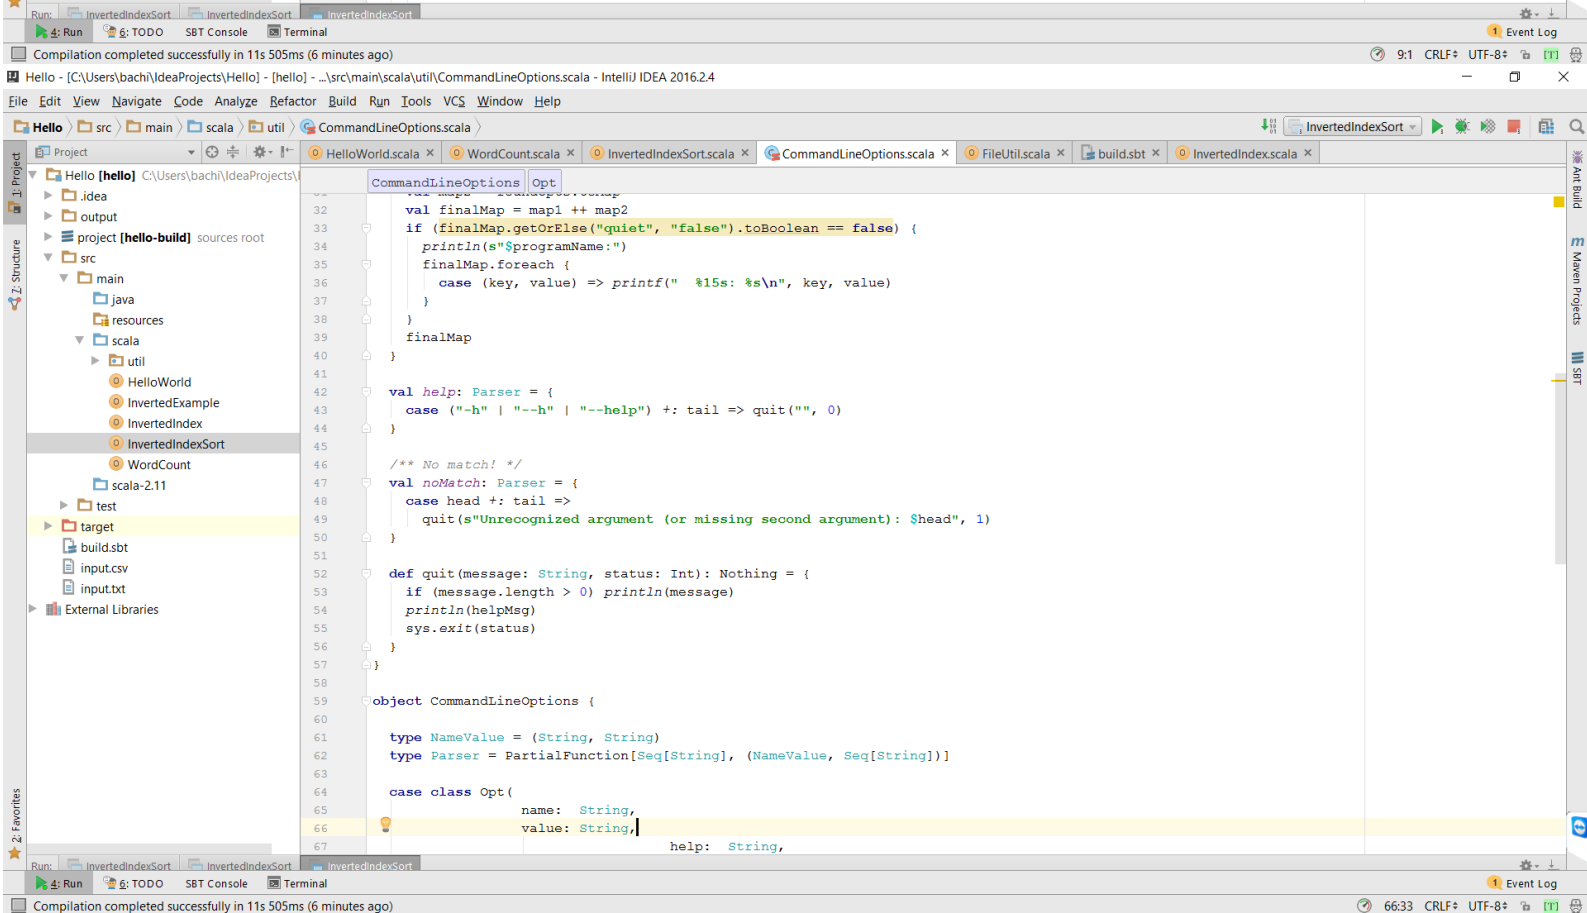 Run: InvertedIndexSort InvertedIndexSort InvertedIndexSort
4: Run 6: TODO SBT Console Terminal 1 Event Log
Compilation completed successfully in 11s 505ms (6 minutes ago) 9:1 CRLF UTF-8 [T]
Hello - [C:\Users\bachi\IdeaProjects\Hello] - [hello] - ...\src\main\scala\util\CommandLineOptions.scala - IntelliJ IDEA 2016.2.4
File Edit View Navigate Code Analyze Refactor Build Run Tools VCS Window Help
Hello src main scala util CommandLineOptions.scala InvertedIndexSort
Project HelloWorld.scala WordCount.scala InvertedIndexSort.scala CommandLineOptions.scala FileUtil.scala build.sbt InvertedIndex.scala
1: Project
Z: Structure
2: Favorites
Hello [hello] C:\Users\bachi\IdeaProjects\
.idea
output
project [hello-build] sources root
src
main
java
resources
scala
util
HelloWorld
InvertedExample
InvertedIndex
InvertedIndexSort
WordCount
scala-2.11
test
target
build.sbt
input.csv
input.txt
External Libraries
CommandLineOptions Opt
32 val finalMap = map1 ++ map2
33 if (finalMap.getOrElse("quiet", "false").toBoolean == false) {
34 println(s"$programName:")
35 finalMap.foreach {
36 case (key, value) => printf("  %15s: %s\n", key, value)
37 }
38 }
39 finalMap
40 }
41
42 val help: Parser = {
43 case ("-h" | "--h" | "--help") +: tail => quit("", 0)
44 }
45
46 /** No match! */
47 val noMatch: Parser = {
48 case head +: tail =>
49 quit(s"Unrecognized argument (or missing second argument): $head", 1)
50 }
51
52 def quit(message: String, status: Int): Nothing = {
53 if (message.length > 0) println(message)
54 println(helpMsg)
55 sys.exit(status)
56 }
57 }
58
59 object CommandLineOptions {
60
61 type NameValue = (String, String)
62 type Parser = PartialFunction[Seq[String], (NameValue, Seq[String])]
63
64 case class Opt(
65 name:  String,
66 value: String,
67 help:  String,
Ant Build
Maven Projects
SBT
Run: InvertedIndexSort InvertedIndexSort InvertedIndexSort
4: Run 6: TODO SBT Console Terminal 1 Event Log
Compilation completed successfully in 11s 505ms (6 minutes ago) 66:33 CRLF UTF-8 [T]